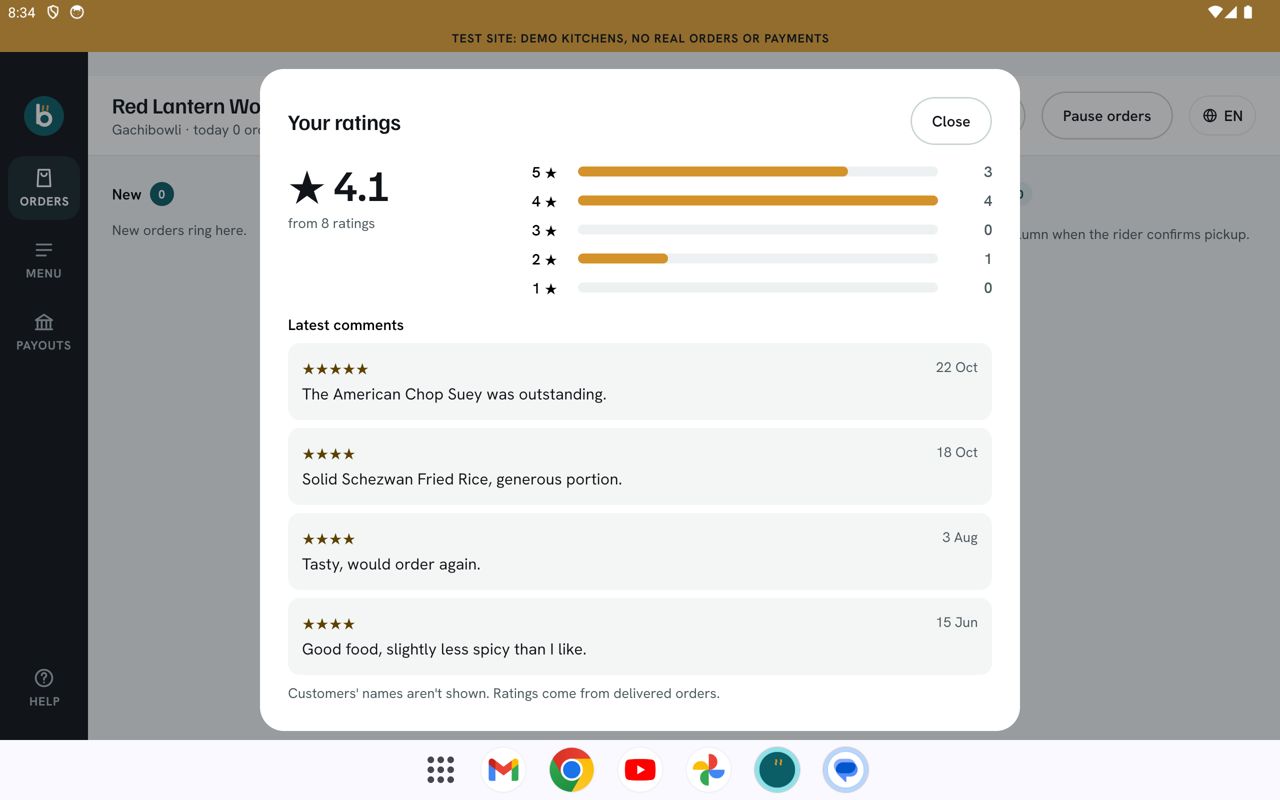 8:34
TEST SITE: DEMO KITCHENS, NO REAL ORDERS OR PAYMENTS
b
ORDERS
MENU
PAYOUTS
HELP
Red Lantern Wo
Gachibowli · today 0 or
Pause orders
EN
New 0
New orders ring here.
umn when the rider confirms pickup.
Your ratings
Close
★ 4.1
from 8 ratings
5 ★ 3
4 ★ 4
3 ★ 0
2 ★ 1
1 ★ 0
Latest comments
★★★★★ 22 Oct
The American Chop Suey was outstanding.
★★★★ 18 Oct
Solid Schezwan Fried Rice, generous portion.
★★★★ 3 Aug
Tasty, would order again.
★★★★ 15 Jun
Good food, slightly less spicy than I like.
Customers' names aren't shown. Ratings come from delivered orders.